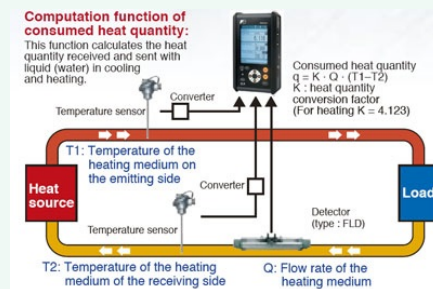 Computation function of
consumed heat quantity:
This function calculates the heat
quantity received and sent with
liquid (water) in cooling
and heating.
Consumed heat quantity
q = K · Q · (T1–T2)
K : heat quantity
conversion factor
(For heating K = 4.123)
Converter
Temperature sensor
T1: Temperature of the
heating medium on
the emitting side
Heat
source
Load
Converter
Detector
(type : FLD)
Temperature sensor
T2: Temperature of the heating
medium of the receiving side
Q: Flow rate of the
heating medium